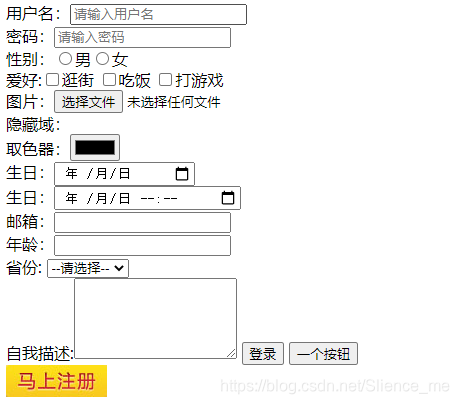 用户名：请输入用户名
密码：请输入密码
性别：男 女
爱好:逛街 吃饭 打游戏
图片：选择文件 未选择任何文件
隐藏域：
取色器：
生日：年 /月/日
生日：年 /月/日 --:--
邮箱：
年龄：
省份: --请选择--
自我描述: 登录 一个按钮
马上注册
https://blog.csdn.net/Slience_me